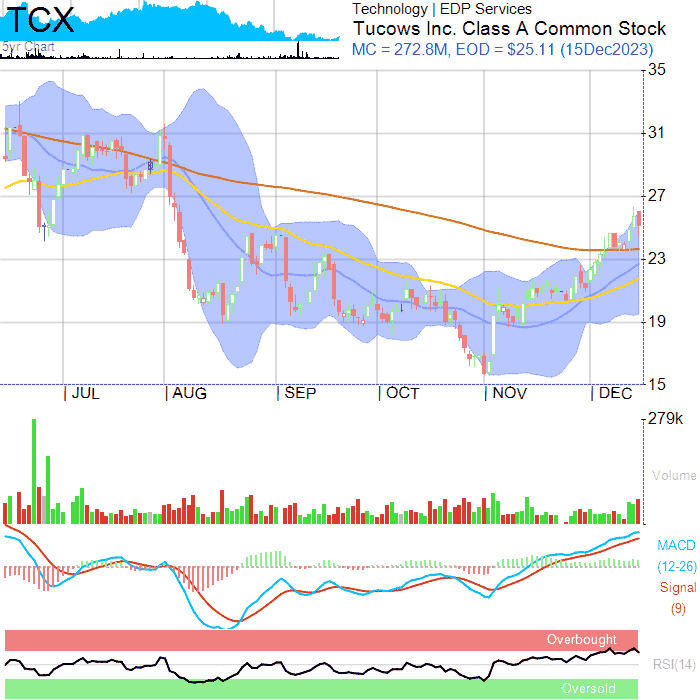 TCX
5yr Chart
Technology | EDP Services
Tucows Inc. Class A Common Stock
MC = 272.8M, EOD = $25.11 (15Dec2023)
35
31
27
23
19
15
| JUL
| AUG
| SEP
| OCT
| NOV
| DEC
279k
Volume
MACD
(12-26)
Signal
(9)
Overbought
RSI(14)
Oversold